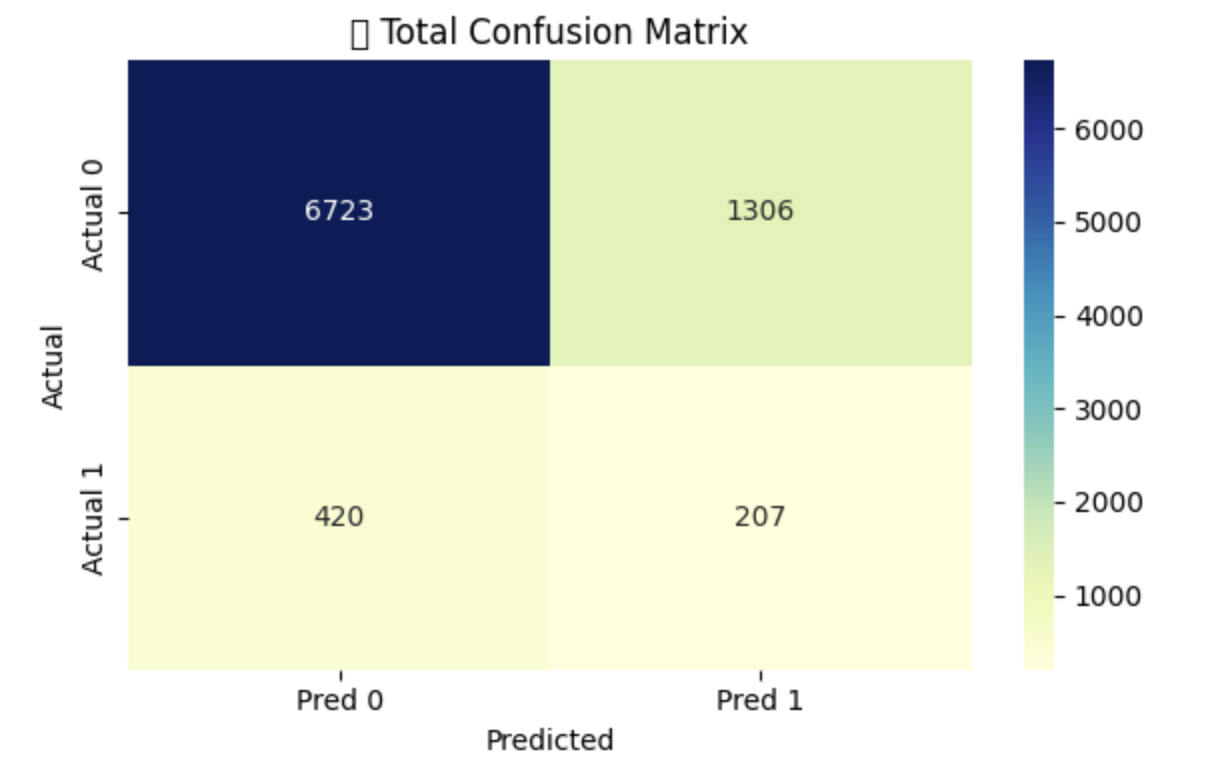 ▯ Total Confusion Matrix
6000
Actual 0
6723
1306
5000
4000
Actual
3000
2000
Actual 1
420
207
1000
Pred 0
Pred 1
Predicted